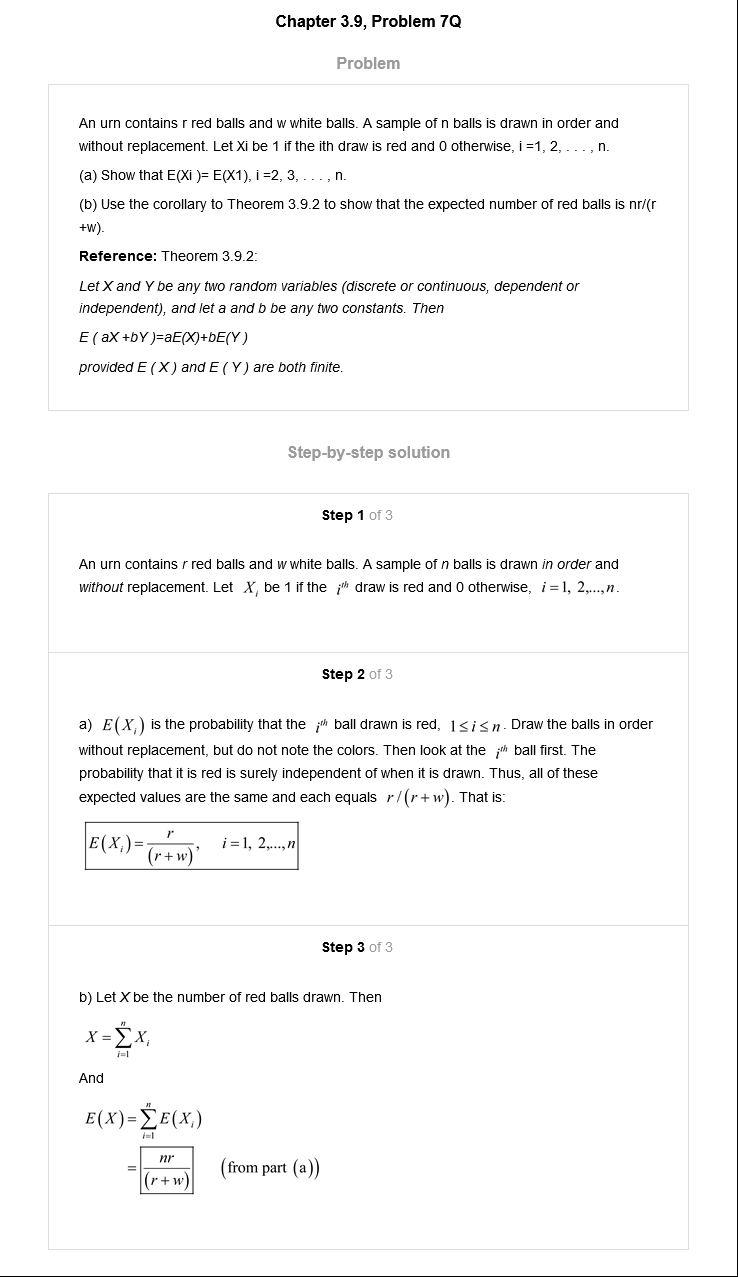 Chapter 3.9, Problem 7Q
Problem
An urn contains r red balls and w white balls. A sample of n balls is drawn in order and
without replacement. Let Xi be 1 if the ith draw is red and 0 otherwise, i =1, 2, . . . , n.
(a) Show that E(Xi )= E(X1), i =2, 3, . . . , n.
(b) Use the corollary to Theorem 3.9.2 to show that the expected number of red balls is nr/(r
+w).
Reference: Theorem 3.9.2:
Let X and Y be any two random variables (discrete or continuous, dependent or
independent), and let a and b be any two constants. Then
E ( aX +bY )=aE(X)+bE(Y )
provided E ( X ) and E ( Y ) are both finite.
Step-by-step solution
Step 1 of 3
An urn contains r red balls and w white balls. A sample of n balls is drawn in order and
without replacement. Let X_i be 1 if the i^th draw is red and 0 otherwise, i = 1, 2,...,n.
Step 2 of 3
a) E(X_i) is the probability that the i^th ball drawn is red, 1 ≤ i ≤ n. Draw the balls in order
without replacement, but do not note the colors. Then look at the i^th ball first. The
probability that it is red is surely independent of when it is drawn. Thus, all of these
expected values are the same and each equals r/(r+w). That is:
E(X_i) = r/(r+w), i = 1, 2,...,n
Step 3 of 3
b) Let X be the number of red balls drawn. Then
X = ∑_{i=1}^{n} X_i
And
E(X) = ∑_{i=1}^{n} E(X_i)
= nr/(r+w) (from part (a))